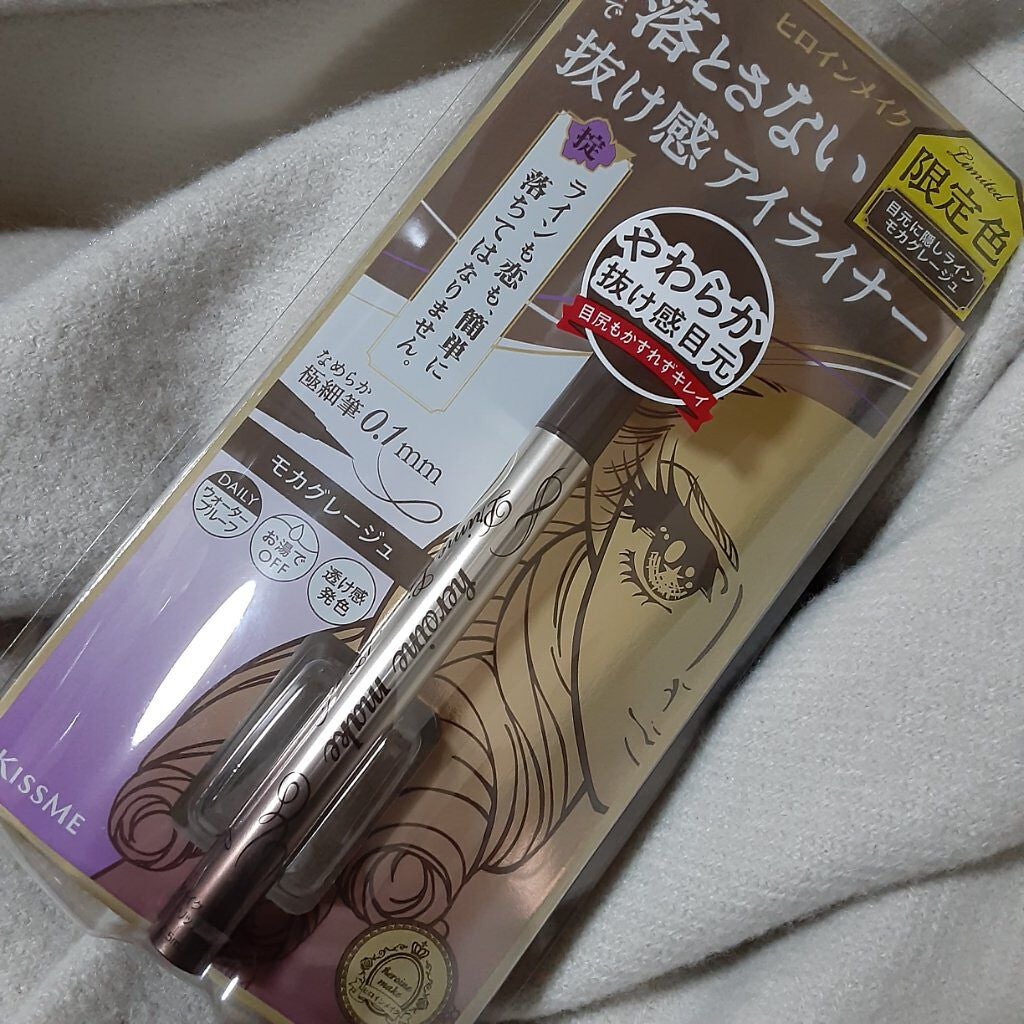 ヒロインメイク
で
落とさない
抜け感アイライナー
Limited
限定色
目元に隠しライン
モカグレージュ
掟
ラインも恋も、簡単に
落ちてはなりません。
やわらか
抜け感目元
目尻もかすれずキレイ
なめらか
極細筆0.1mm
モカグレージュ
DAILY
ウオーター
プルーフ
お湯で
OFF
透け感
発色
heroine make
KISSME
heroine
make